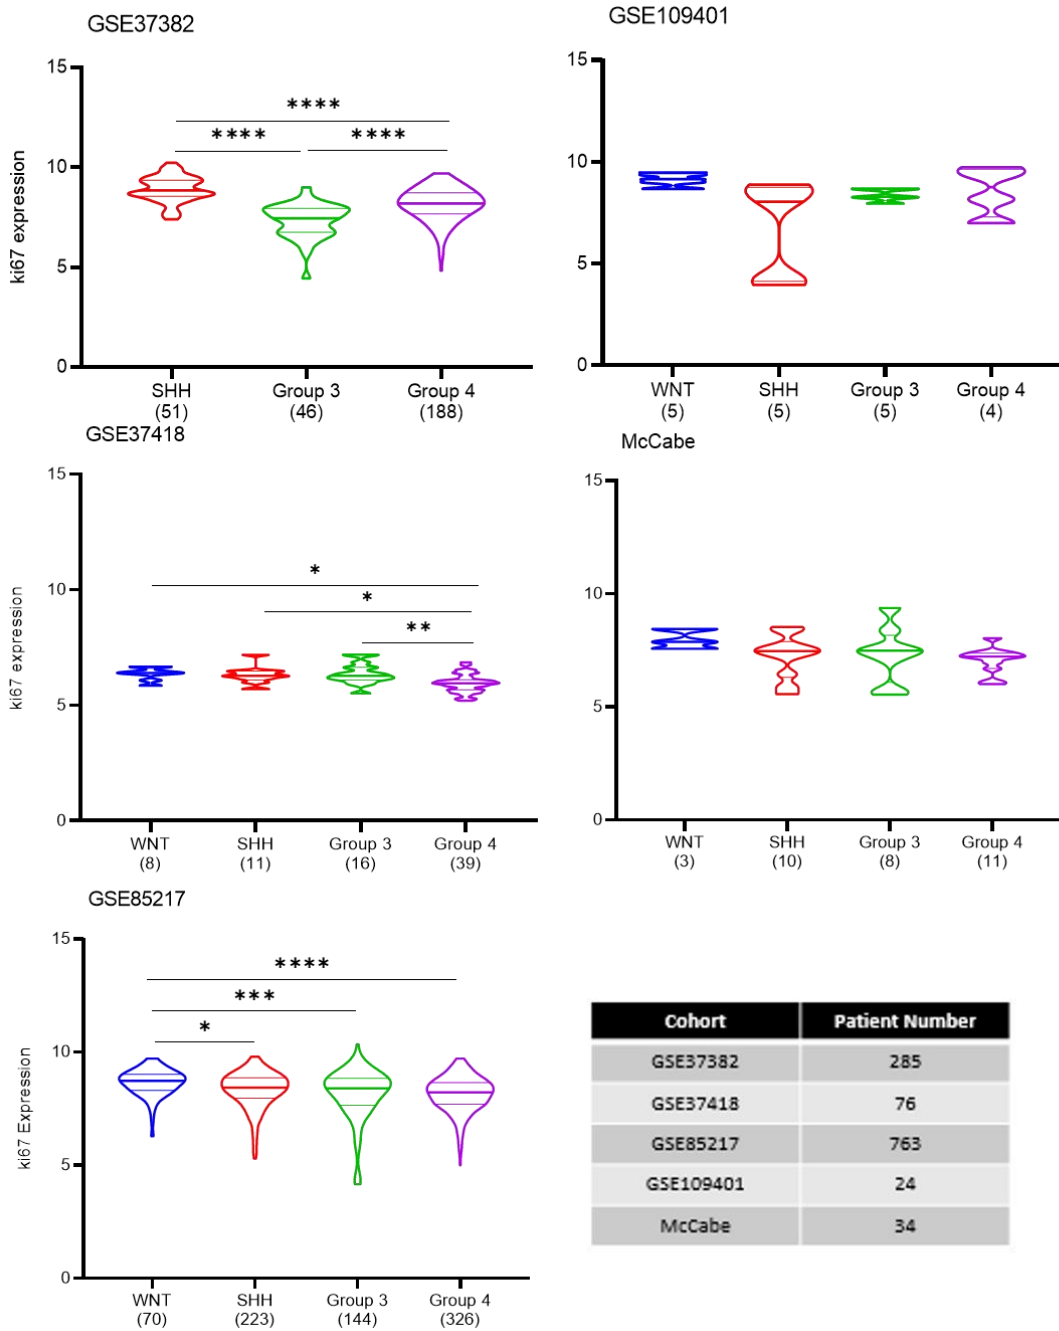 GSE37382
15
10
5
0
ki67 expression
****
****
****
SHH
Group 3
Group 4
(51)
(46)
(188)
GSE109401
15
10
5
0
WNT
SHH
Group 3
Group 4
(5)
(5)
(5)
(4)
GSE37418
15
10
5
0
ki67 expression
*
*
**
WNT
SHH
Group 3
Group 4
(8)
(11)
(16)
(39)
McCabe
15
10
5
0
WNT
SHH
Group 3
Group 4
(3)
(10)
(8)
(11)
GSE85217
15
10
5
0
ki67 Expression
****
***
*
WNT
SHH
Group 3
Group 4
(70)
(223)
(144)
(326)
Cohort Patient Number
GSE37382 285
GSE37418 76
GSE85217 763
GSE109401 24
McCabe 34